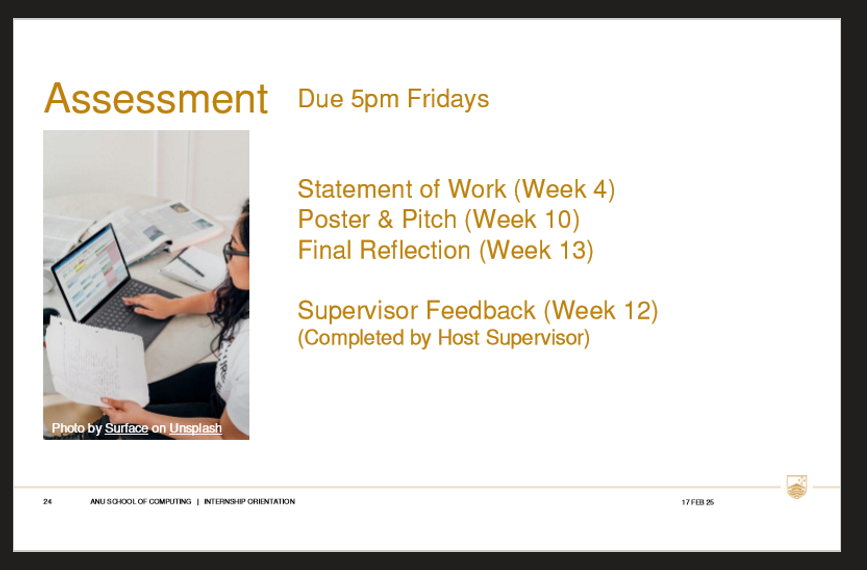 Assessment
Due 5pm Fridays
Statement of Work (Week 4)
Poster & Pitch (Week 10)
Final Reflection (Week 13)
Supervisor Feedback (Week 12)
(Completed by Host Supervisor)
Photo by Surface on Unsplash
24 ANU SCHOOL OF COMPUTING | INTERNSHIP ORIENTATION 17 FEB 25